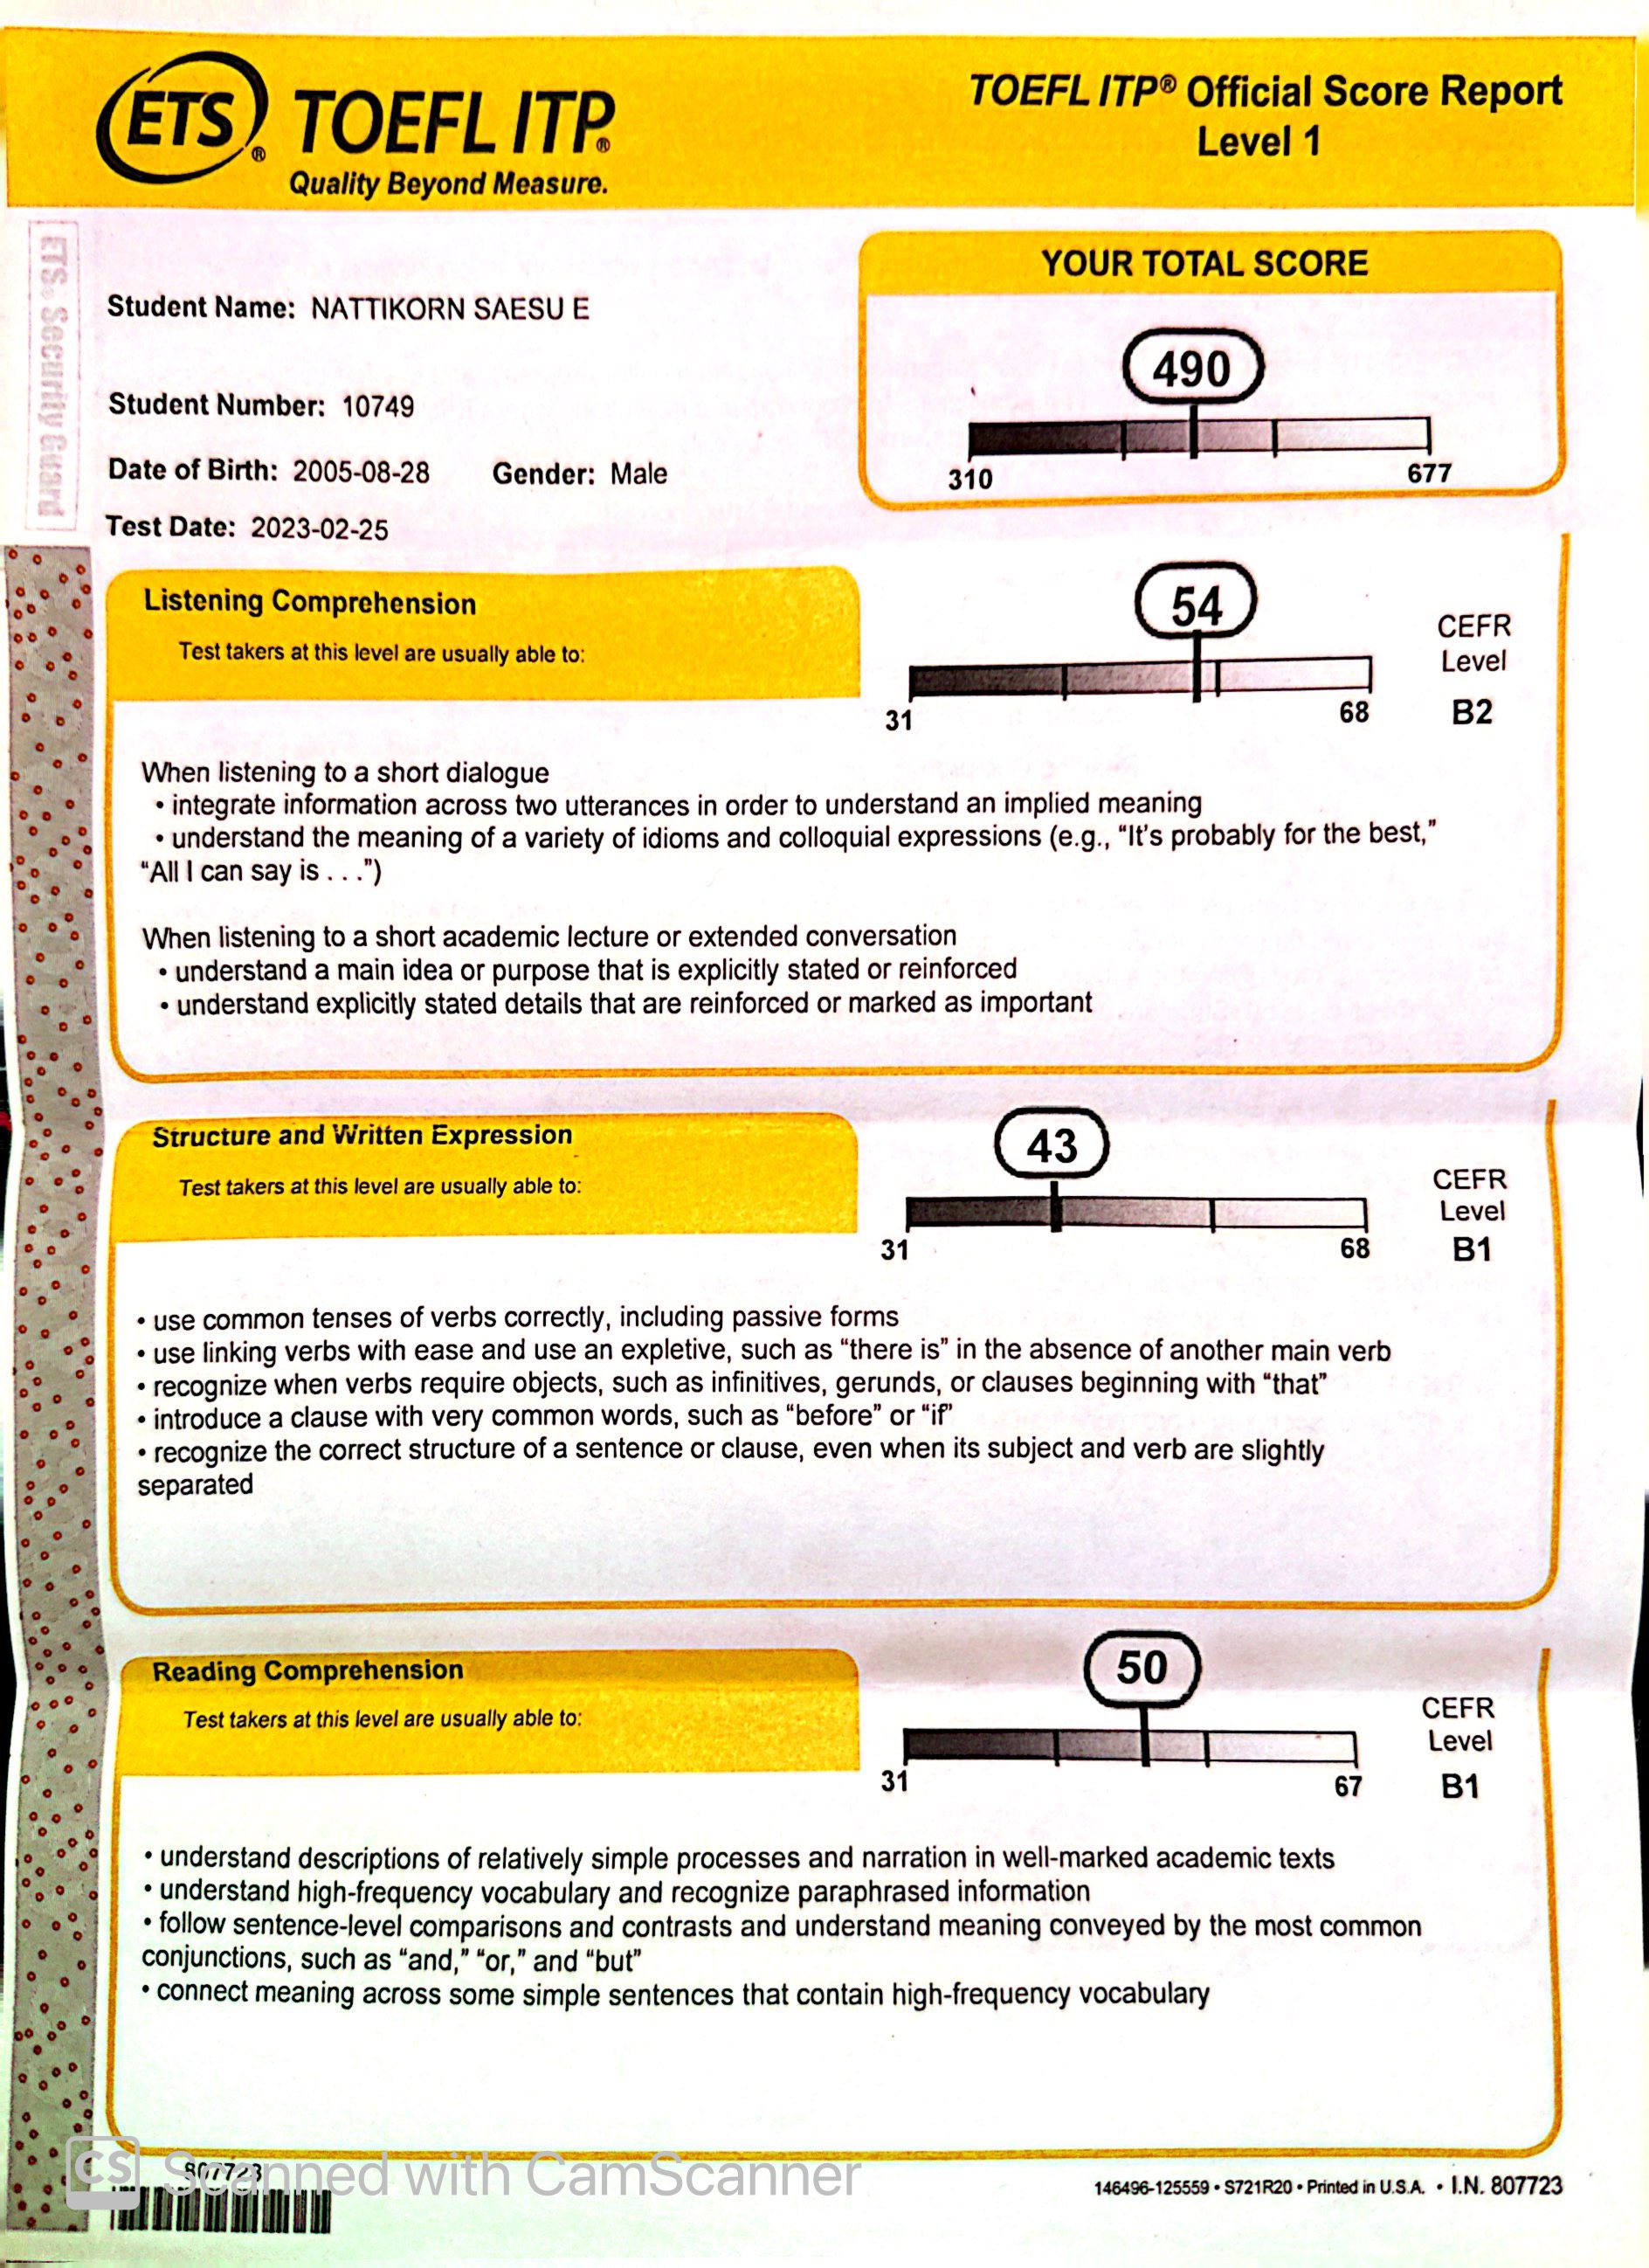 ETS® TOEFL ITP®
Quality Beyond Measure.
TOEFL ITP® Official Score Report
Level 1
ETS Security Guard
Student Name: NATTIKORN SAESU E
Student Number: 10749
Date of Birth: 2005-08-28 Gender: Male
Test Date: 2023-02-25
YOUR TOTAL SCORE
490
310 677
Listening Comprehension
Test takers at this level are usually able to:
54
31 68
CEFR
Level
B2
When listening to a short dialogue
• integrate information across two utterances in order to understand an implied meaning
• understand the meaning of a variety of idioms and colloquial expressions (e.g., “It's probably for the best,”
“All I can say is . . .”)
When listening to a short academic lecture or extended conversation
• understand a main idea or purpose that is explicitly stated or reinforced
• understand explicitly stated details that are reinforced or marked as important
Structure and Written Expression
Test takers at this level are usually able to:
43
31 68
CEFR
Level
B1
• use common tenses of verbs correctly, including passive forms
• use linking verbs with ease and use an expletive, such as “there is” in the absence of another main verb
• recognize when verbs require objects, such as infinitives, gerunds, or clauses beginning with “that”
• introduce a clause with very common words, such as “before” or “if”
• recognize the correct structure of a sentence or clause, even when its subject and verb are slightly
separated
Reading Comprehension
Test takers at this level are usually able to:
50
31 67
CEFR
Level
B1
• understand descriptions of relatively simple processes and narration in well-marked academic texts
• understand high-frequency vocabulary and recognize paraphrased information
• follow sentence-level comparisons and contrasts and understand meaning conveyed by the most common
conjunctions, such as “and,” “or,” and “but”
• connect meaning across some simple sentences that contain high-frequency vocabulary
807723
CS Scanned with CamScanner
146496-125559 • S721R20 • Printed in U.S.A. • I.N. 807723